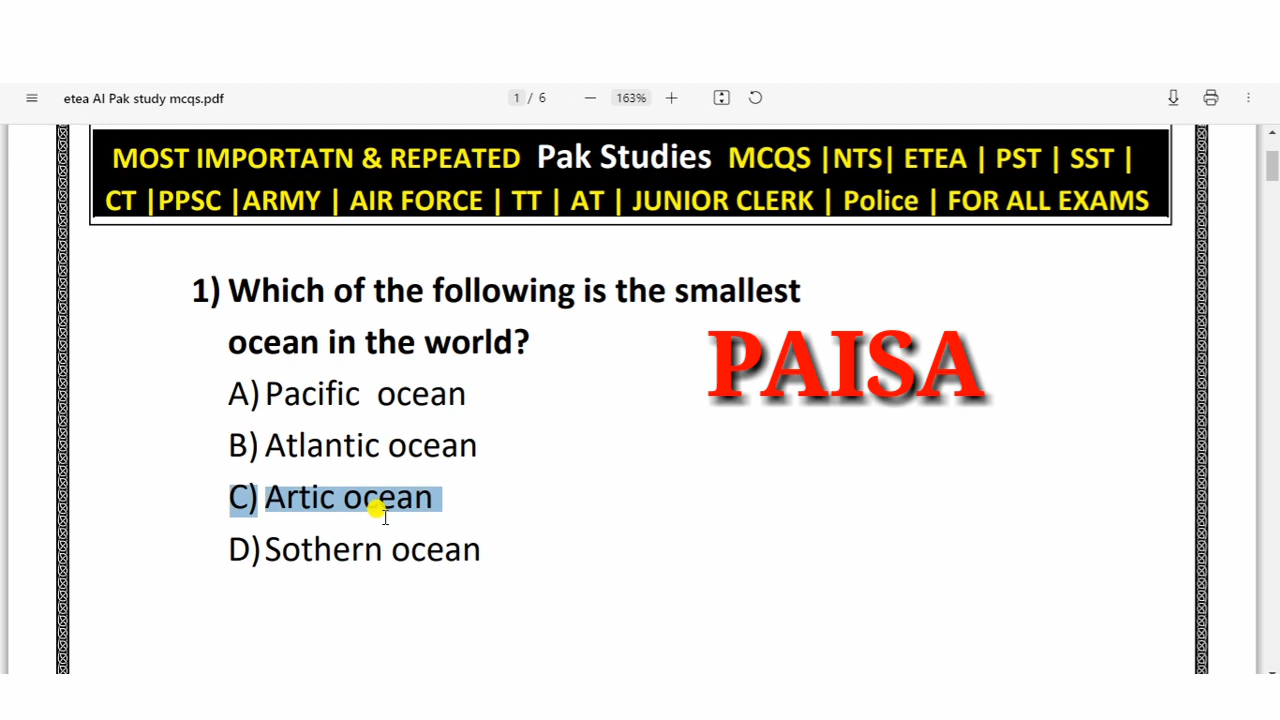 etea AI Pak study mcqs.pdf
1 / 6
163%
MOST IMPORTATN & REPEATED Pak Studies MCQS |NTS| ETEA | PST | SST |
CT |PPSC |ARMY | AIR FORCE | TT | AT | JUNIOR CLERK | Police | FOR ALL EXAMS
1) Which of the following is the smallest
ocean in the world?
PAISA
A) Pacific ocean
B) Atlantic ocean
C) Artic ocean
D) Sothern ocean